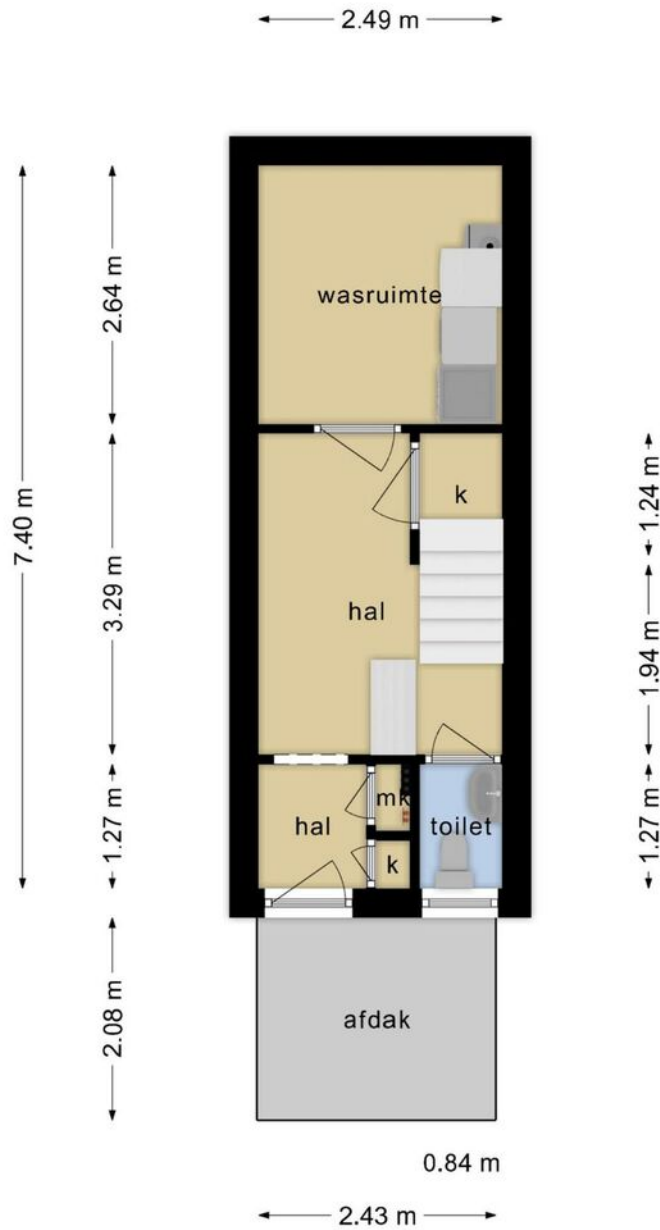 2.49 m
2.64 m
wasruimte
7.40 m
3.29 m
k
1.24 m
hal
1.94 m
1.27 m
hal
mk
toilet
k
1.27 m
2.08 m
afdak
0.84 m
2.43 m